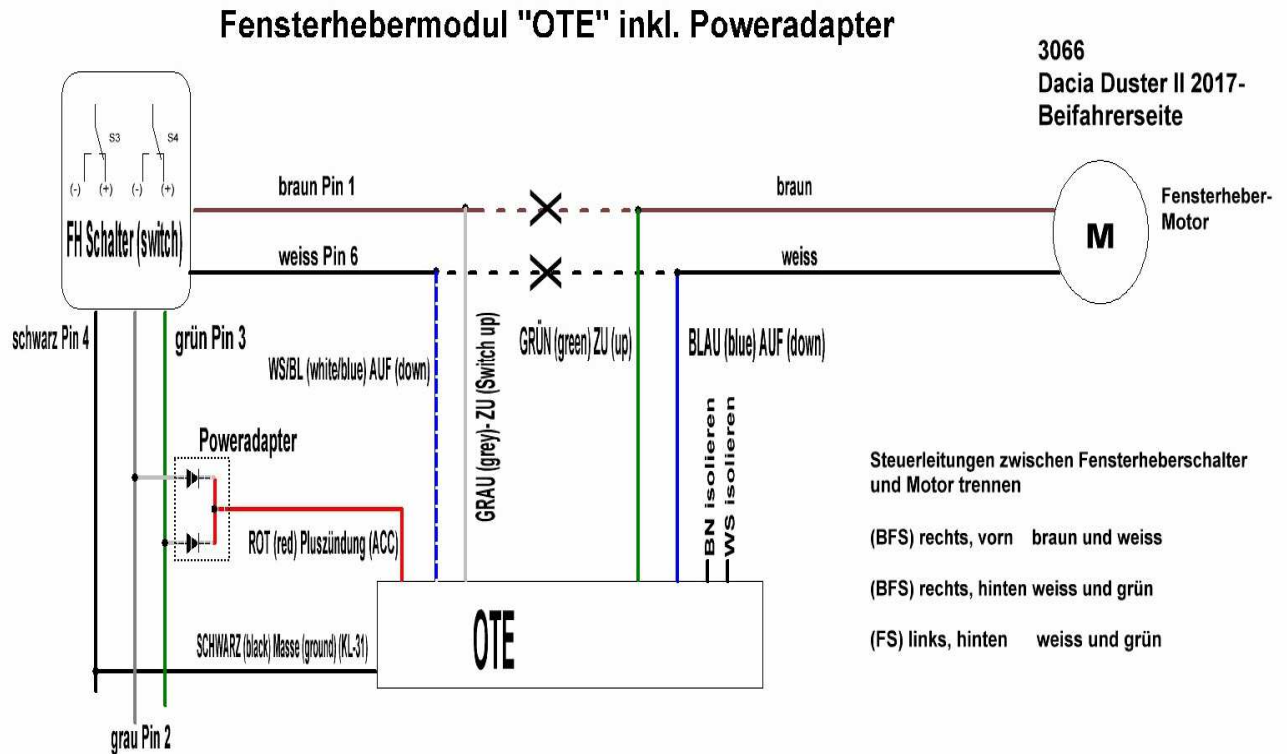 Fensterhebermodul "OTE" inkl. Poweradapter
3066
Dacia Duster II 2017-
Beifahrerseite
S3
S4
(-) (+) (-) (+)
FH Schalter (switch)
braun Pin 1
braun
weiss Pin 6
weiss
M
Fensterheber-
Motor
schwarz Pin 4
grün Pin 3
WS/BL (white/blue) AUF (down)
GRAU (grey)- ZU (Switch up)
GRÜN (green) ZU (up)
BLAU (blue) AUF (down)
BN isolieren
WS isolieren
Poweradapter
ROT (red) Pluszündung (ACC)
SCHWARZ (black) Masse (ground) (KL-31)
OTE
grau Pin 2
Steuerleitungen zwischen Fensterheberschalter
und Motor trennen
(BFS) rechts, vorn braun und weiss
(BFS) rechts, hinten weiss und grün
(FS) links, hinten weiss und grün